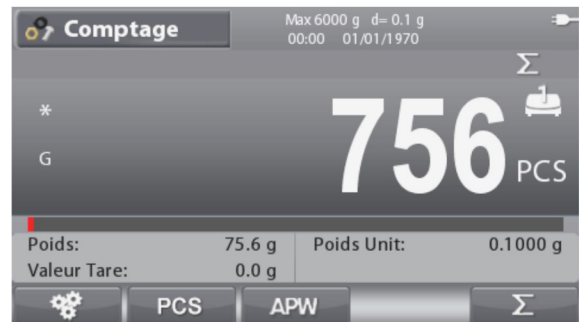 Comptage
Max 6000 g d= 0.1 g
00:00 01/01/1970
Σ
1
*
756
G
PCS
Poids: 75.6 g Poids Unit: 0.1000 g
Valeur Tare: 0.0 g
PCS APW Σ